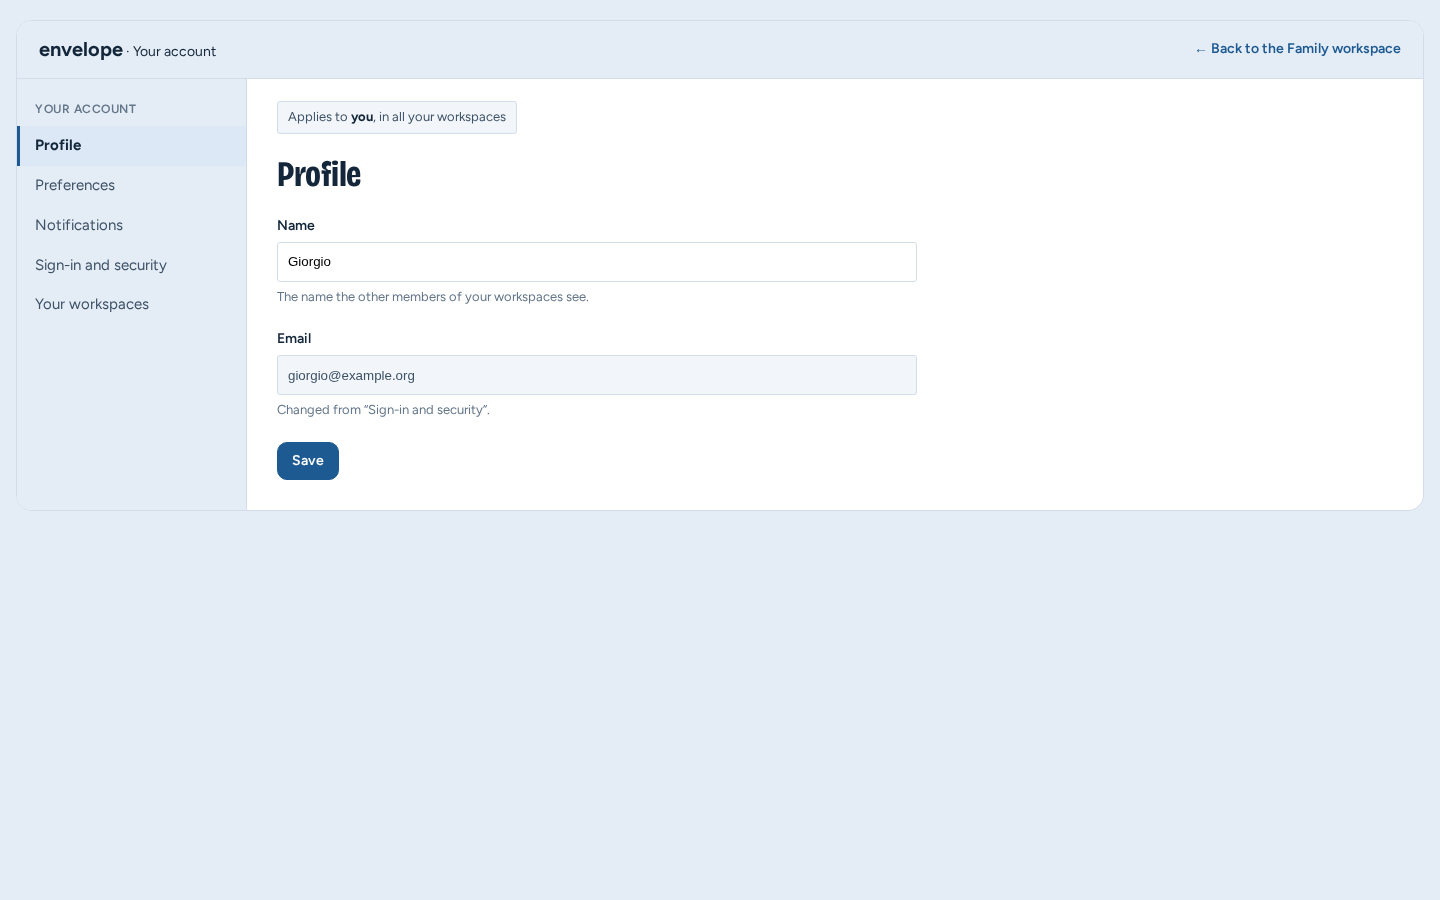 envelope · Your account
← Back to the Family workspace
YOUR ACCOUNT
Profile
Preferences
Notifications
Sign-in and security
Your workspaces
Applies to you, in all your workspaces
Profile
Name
Giorgio
The name the other members of your workspaces see.
Email
giorgio@example.org
Changed from “Sign-in and security”.
Save